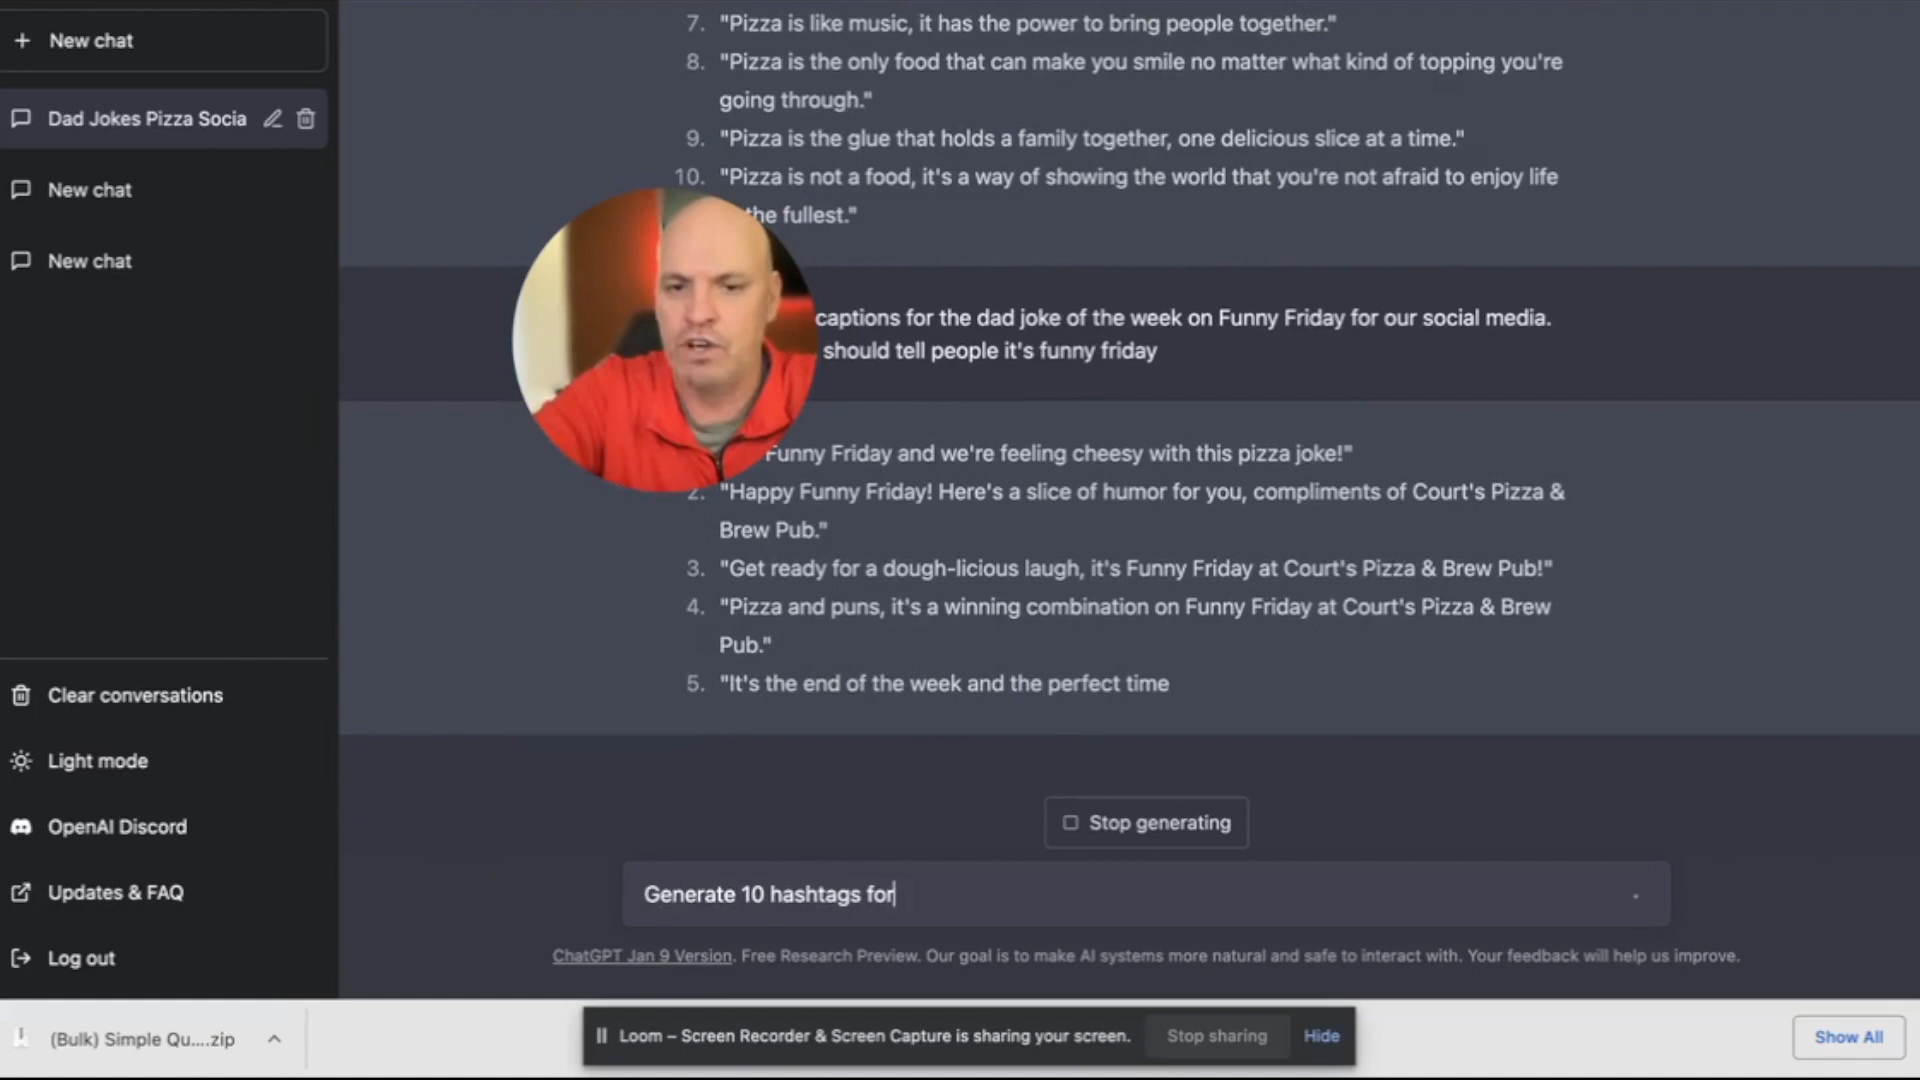 New chat
Dad Jokes Pizza Socia
New chat
New chat
Clear conversations
Light mode
OpenAI Discord
Updates & FAQ
Log out
7. "Pizza is like music, it has the power to bring people together."
8. "Pizza is the only food that can make you smile no matter what kind of topping you're
going through."
9. "Pizza is the glue that holds a family together, one delicious slice at a time."
10. "Pizza is not a food, it's a way of showing the world that you're not afraid to enjoy life
the fullest."
captions for the dad joke of the week on Funny Friday for our social media.
should tell people it's funny friday
Funny Friday and we're feeling cheesy with this pizza joke!"
2. "Happy Funny Friday! Here's a slice of humor for you, compliments of Court's Pizza &
Brew Pub."
3. "Get ready for a dough-licious laugh, it's Funny Friday at Court's Pizza & Brew Pub!"
4. "Pizza and puns, it's a winning combination on Funny Friday at Court's Pizza & Brew
Pub."
5. "It's the end of the week and the perfect time
Stop generating
Generate 10 hashtags for
ChatGPT Jan 9 Version. Free Research Preview. Our goal is to make AI systems more natural and safe to interact with. Your feedback will help us improve.
(Bulk) Simple Qu....zip
Loom – Screen Recorder & Screen Capture is sharing your screen.
Stop sharing
Hide
Show All